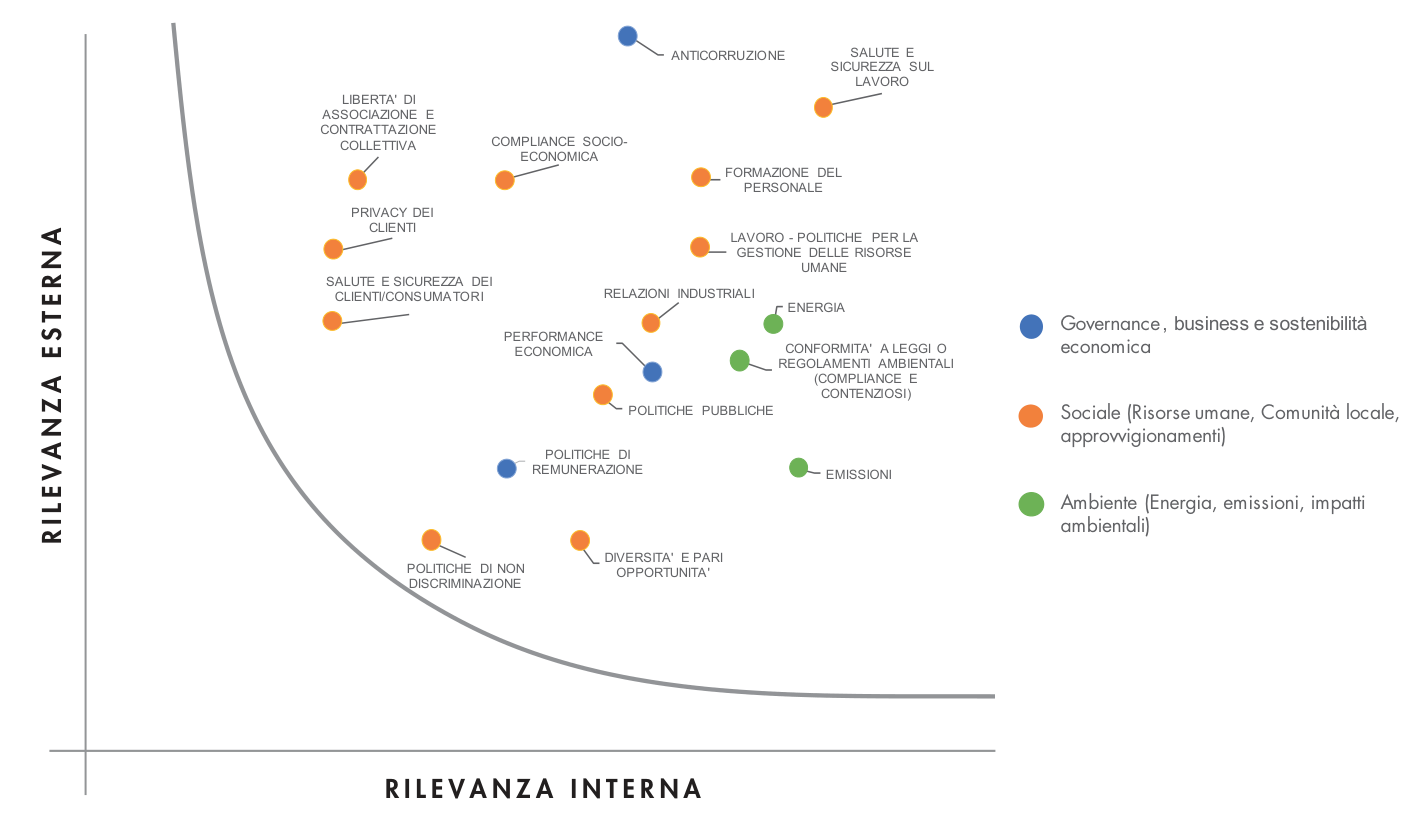 ANTICORRUZIONE
SALUTE E
SICUREZZA SUL
LAVORO
LIBERTA' DI
ASSOCIAZIONE E
CONTRATTAZIONE
COLLETTIVA
COMPLIANCE SOCIO-
ECONOMICA
FORMAZIONE DEL
PERSONALE
PRIVACY DEI
CLIENTI
LAVORO - POLITICHE PER LA
GESTIONE DELLE RISORSE
UMANE
SALUTE E SICUREZZA DEI
CLIENTI/CONSUMATORI
RELAZIONI INDUSTRIALI
ENERGIA
PERFORMANCE
ECONOMICA
CONFORMITA' A LEGGI O
REGOLAMENTI AMBIENTALI
(COMPLIANCE E
CONTENZIOSI)
POLITICHE PUBBLICHE
POLITICHE DI
REMUNERAZIONE
EMISSIONI
POLITICHE DI NON
DISCRIMINAZIONE
DIVERSITA' E PARI
OPPORTUNITA'
RILEVANZA ESTERNA
RILEVANZA INTERNA
Governance, business e sostenibilità
economica
Sociale (Risorse umane, Comunità locale,
approvvigionamenti)
Ambiente (Energia, emissioni, impatti
ambientali)